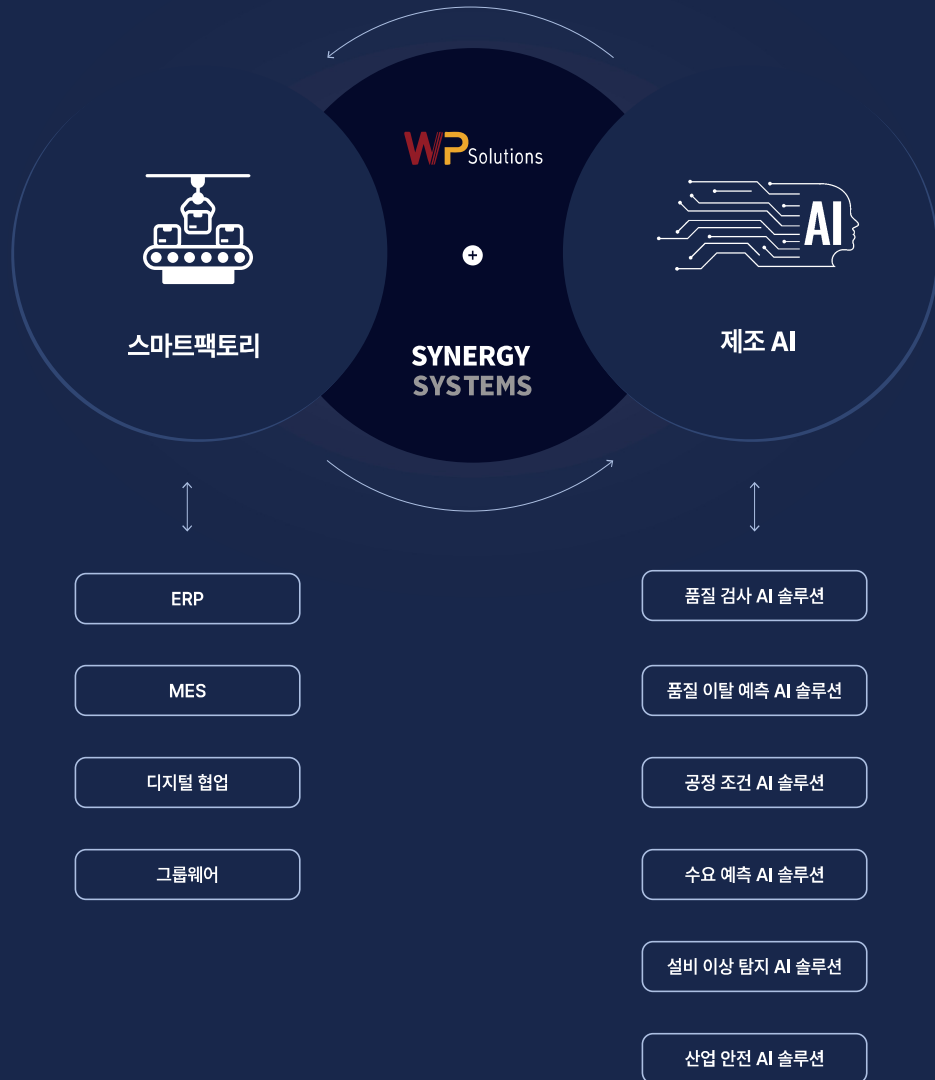 WP Solutions
AI
스마트팩토리
제조 AI
SYNERGY
SYSTEMS
ERP
MES
디지털 협업
그룹웨어
품질 검사 AI 솔루션
품질 이탈 예측 AI 솔루션
공정 조건 AI 솔루션
수요 예측 AI 솔루션
설비 이상 탐지 AI 솔루션
산업 안전 AI 솔루션